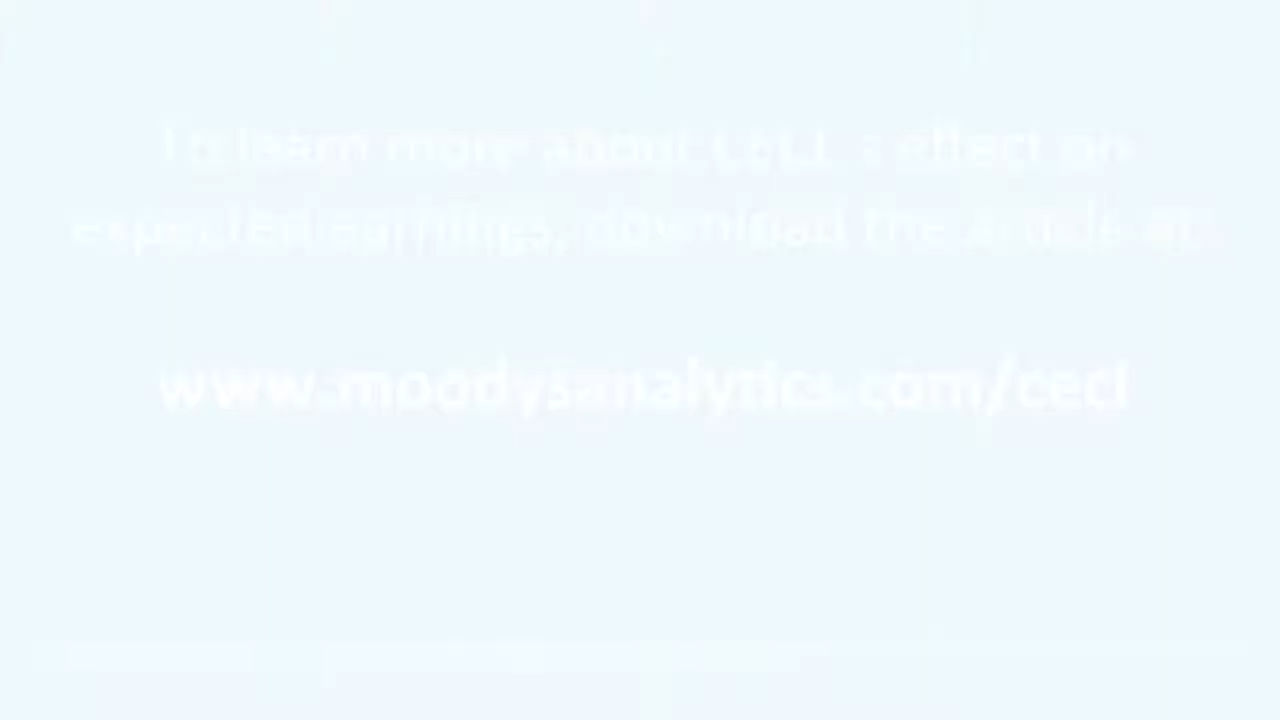 To learn more about CECL's effect on
expected earnings, download the article at
www.moodysanalytics.com/cecl